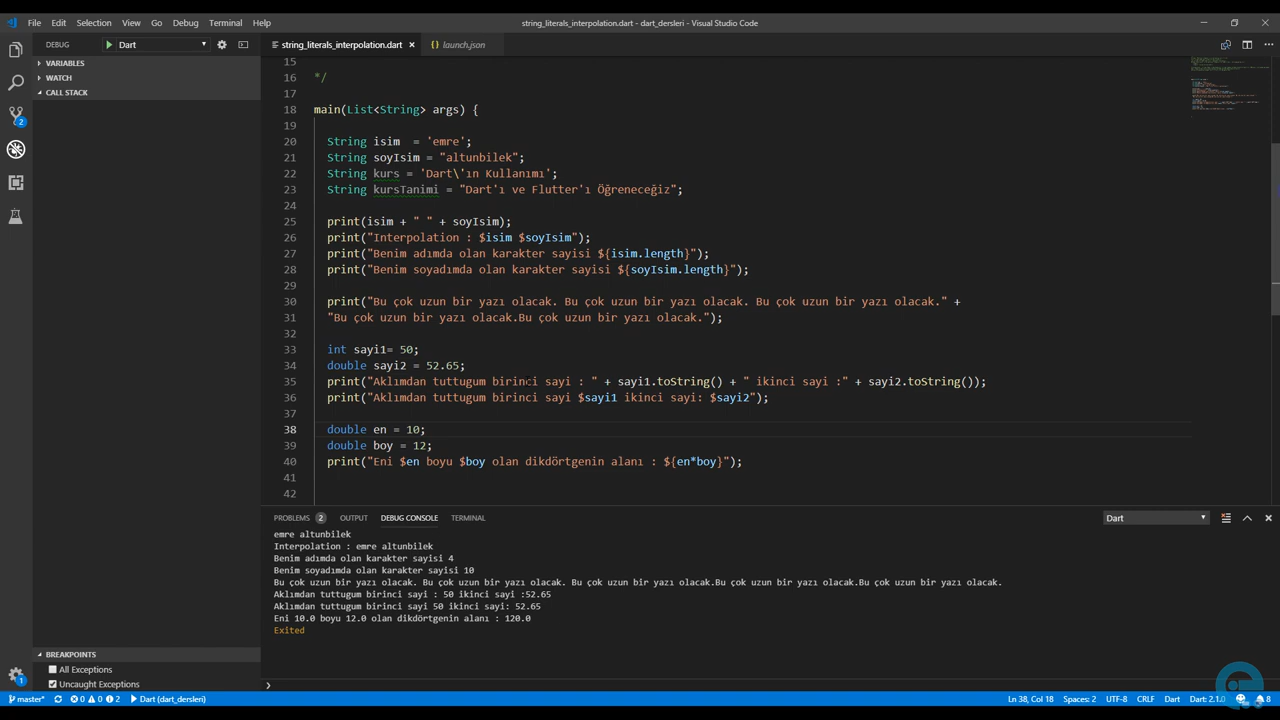 File Edit Selection View Go Debug Terminal Help
string_literals_interpolation.dart - dart_dersleri - Visual Studio Code
DEBUG Dart
string_literals_interpolation.dart × launch.json
VARIABLES
WATCH
CALL STACK
15
16 */
17
18 main(List<String> args) {
19
20 String isim  = 'emre';
21 String soyIsim = "altunbilek";
22 String kurs = 'Dart\'ın Kullanımı';
23 String kursTanimi = "Dart'ı ve Flutter'ı Öğreneceğiz";
24
25 print(isim + " " + soyIsim);
26 print("Interpolation : $isim $soyIsim");
27 print("Benim adımda olan karakter sayisi ${isim.length}");
28 print("Benim soyadımda olan karakter sayisi ${soyIsim.length}");
29
30 print("Bu çok uzun bir yazı olacak. Bu çok uzun bir yazı olacak. Bu çok uzun bir yazı olacak." +
31 "Bu çok uzun bir yazı olacak.Bu çok uzun bir yazı olacak.");
32
33 int sayi1= 50;
34 double sayi2 = 52.65;
35 print("Aklımdan tuttugum birinci sayi : " + sayi1.toString() + " ikinci sayi :" + sayi2.toString());
36 print("Aklımdan tuttugum birinci sayi $sayi1 ikinci sayi: $sayi2");
37
38 double en = 10;
39 double boy = 12;
40 print("Eni $en boyu $boy olan dikdörtgenin alanı : ${en*boy}");
41
42
PROBLEMS 2 OUTPUT DEBUG CONSOLE TERMINAL Dart
emre altunbilek
Interpolation : emre altunbilek
Benim adımda olan karakter sayisi 4
Benim soyadımda olan karakter sayisi 10
Bu çok uzun bir yazı olacak. Bu çok uzun bir yazı olacak. Bu çok uzun bir yazı olacak.Bu çok uzun bir yazı olacak.Bu çok uzun bir yazı olacak.
Aklımdan tuttugum birinci sayi : 50 ikinci sayi :52.65
Aklımdan tuttugum birinci sayi 50 ikinci sayi: 52.65
Eni 10.0 boyu 12.0 olan dikdörtgenin alanı : 120.0
Exited
BREAKPOINTS
All Exceptions
Uncaught Exceptions
2
1
master* 0 0 2 Dart (dart_dersleri) Ln 38, Col 18 Spaces: 2 UTF-8 CRLF Dart Dart: 2.1.0 8